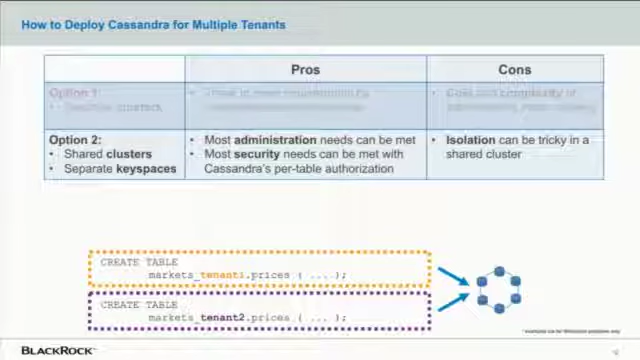 How to Deploy Cassandra for Multiple Tenants
Pros
Cons
Option 1:
Option 2:
• Shared clusters
• Separate keyspaces
• Most administration needs can be met
• Most security needs can be met with
Cassandra's per-table authorization
• Isolation can be tricky in a
shared cluster
CREATE TABLE
markets_tenant1.prices ( .... );
CREATE TABLE
markets_tenant2.prices ( ... );
BLACKROCK